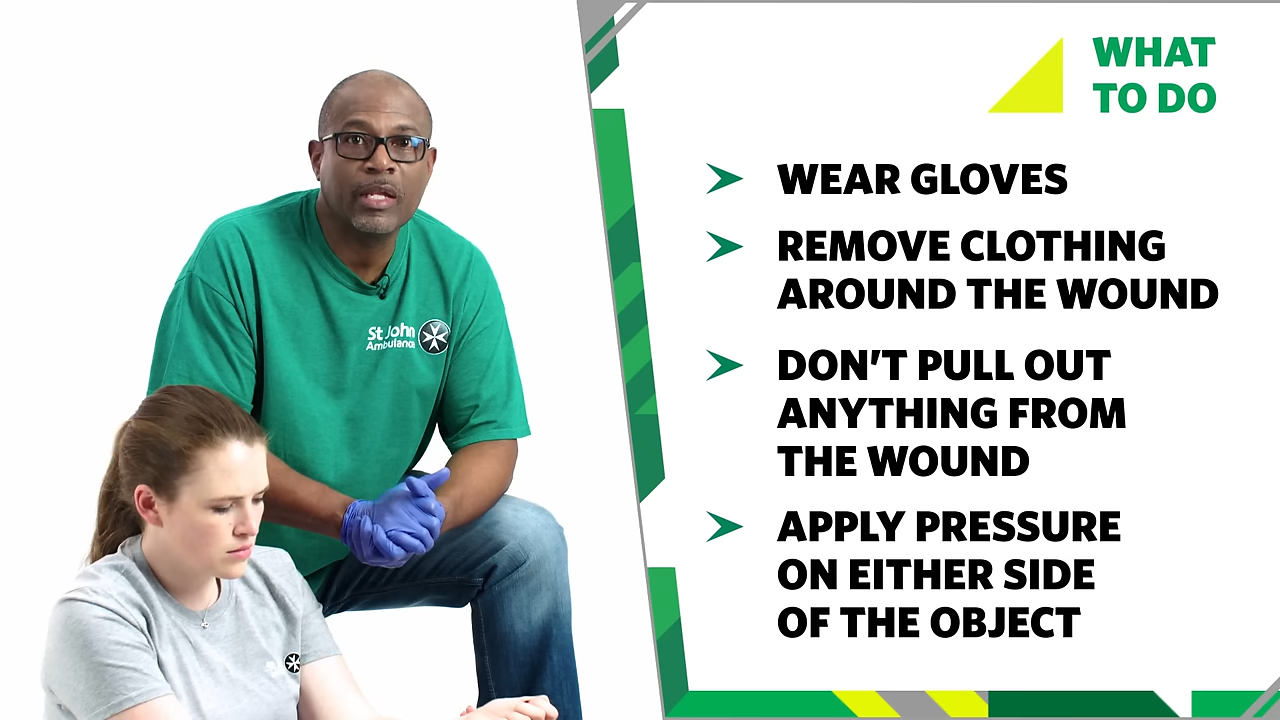 WHAT
TO DO
WEAR GLOVES
REMOVE CLOTHING
AROUND THE WOUND
DON'T PULL OUT
ANYTHING FROM
THE WOUND
APPLY PRESSURE
ON EITHER SIDE
OF THE OBJECT
St John
Ambulance